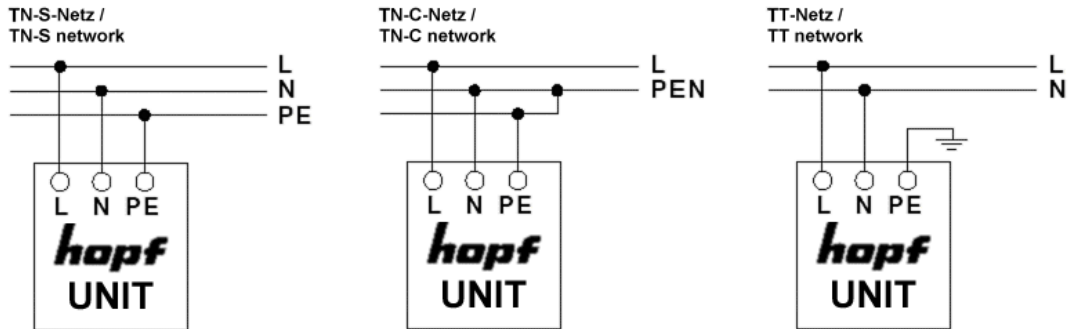 TN-S-Netz /
TN-S network
L
N
PE
L N PE
hopf
UNIT
TN-C-Netz /
TN-C network
L
PEN
L N PE
hopf
UNIT
TT-Netz /
TT network
L
N
L N PE
hopf
UNIT